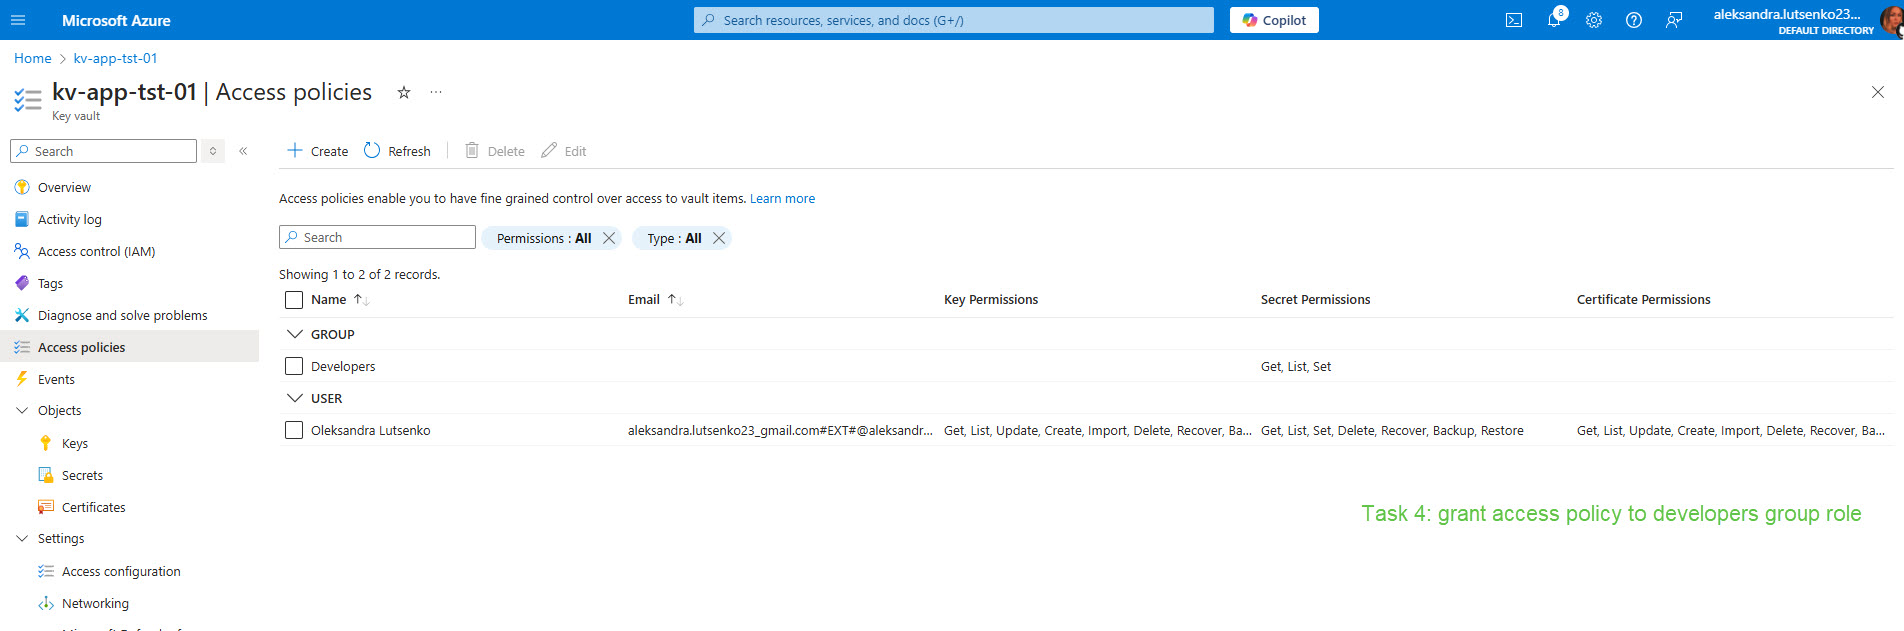 Microsoft Azure
Search resources, services, and docs (G+/)
Copilot
8
aleksandra.lutsenko23...
DEFAULT DIRECTORY
Home > kv-app-tst-01
kv-app-tst-01 | Access policies
Key vault
Search
Create Refresh Delete Edit
Overview
Activity log
Access control (IAM)
Tags
Diagnose and solve problems
Access policies
Events
Objects
Keys
Secrets
Certificates
Settings
Access configuration
Networking
Access policies enable you to have fine grained control over access to vault items. Learn more
Search
Permissions : All
Type : All
Showing 1 to 2 of 2 records.
Name Email Key Permissions Secret Permissions Certificate Permissions
GROUP
Developers Get, List, Set
USER
Oleksandra Lutsenko aleksandra.lutsenko23_gmail.com#EXT#@aleksandr... Get, List, Update, Create, Import, Delete, Recover, Ba... Get, List, Set, Delete, Recover, Backup, Restore Get, List, Update, Create, Import, Delete, Recover, Ba...
Task 4: grant access policy to developers group role